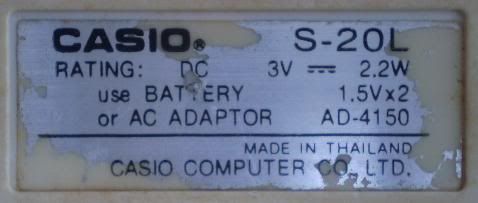 CASIO® S-20L
RATING: DC 3V ⎓ 2.2W
use BATTERY 1.5Vx2
or AC ADAPTOR AD-4150
MADE IN THAILAND
CASIO COMPUTER CO., LTD.